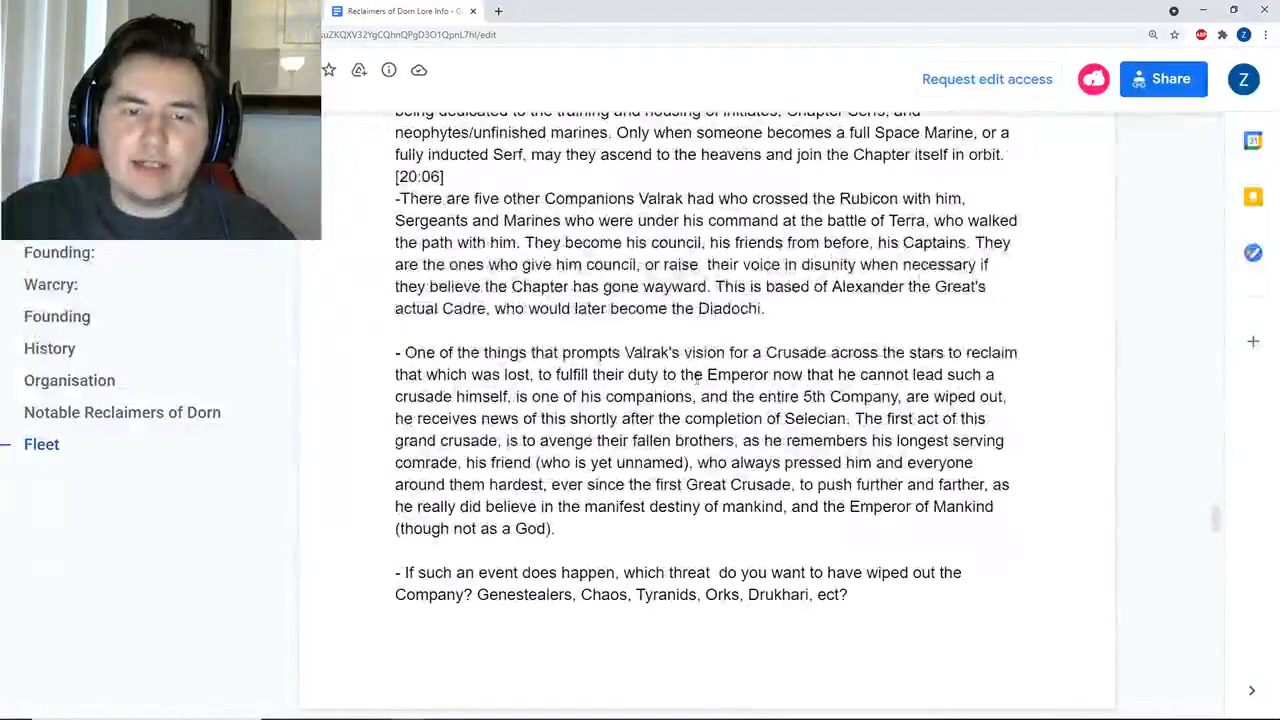 Reclaimers of Dorn Lore Info - G
suZKQXV32YgCQhnQPgD3O1QpnL7hI/edit
Request edit access
Share
Z
being dedicated to the training and housing of Initiates, Chapter Serfs, and
neophytes/unfinished marines. Only when someone becomes a full Space Marine, or a
fully inducted Serf, may they ascend to the heavens and join the Chapter itself in orbit.
[20:06]
-There are five other Companions Valrak had who crossed the Rubicon with him,
Sergeants and Marines who were under his command at the battle of Terra, who walked
the path with him. They become his council, his friends from before, his Captains. They
are the ones who give him council, or raise  their voice in disunity when necessary if
they believe the Chapter has gone wayward. This is based of Alexander the Great's
actual Cadre, who would later become the Diadochi.
- One of the things that prompts Valrak's vision for a Crusade across the stars to reclaim
that which was lost, to fulfill their duty to the Emperor now that he cannot lead such a
crusade himself, is one of his companions, and the entire 5th Company, are wiped out,
he receives news of this shortly after the completion of Selecian. The first act of this
grand crusade, is to avenge their fallen brothers, as he remembers his longest serving
comrade, his friend (who is yet unnamed), who always pressed him and everyone
around them hardest, ever since the first Great Crusade, to push further and farther, as
he really did believe in the manifest destiny of mankind, and the Emperor of Mankind
(though not as a God).
- If such an event does happen, which threat  do you want to have wiped out the
Company? Genestealers, Chaos, Tyranids, Orks, Drukhari, ect?
Founding:
Warcry:
Founding
History
Organisation
Notable Reclaimers of Dorn
Fleet